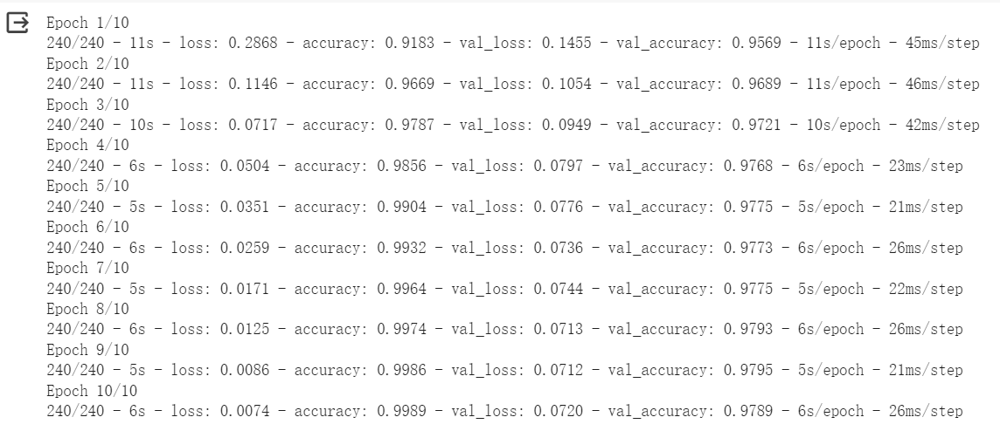 Epoch 1/10
240/240 - 11s - loss: 0.2868 - accuracy: 0.9183 - val_loss: 0.1455 - val_accuracy: 0.9569 - 11s/epoch - 45ms/step
Epoch 2/10
240/240 - 11s - loss: 0.1146 - accuracy: 0.9669 - val_loss: 0.1054 - val_accuracy: 0.9689 - 11s/epoch - 46ms/step
Epoch 3/10
240/240 - 10s - loss: 0.0717 - accuracy: 0.9787 - val_loss: 0.0949 - val_accuracy: 0.9721 - 10s/epoch - 42ms/step
Epoch 4/10
240/240 - 6s - loss: 0.0504 - accuracy: 0.9856 - val_loss: 0.0797 - val_accuracy: 0.9768 - 6s/epoch - 23ms/step
Epoch 5/10
240/240 - 5s - loss: 0.0351 - accuracy: 0.9904 - val_loss: 0.0776 - val_accuracy: 0.9775 - 5s/epoch - 21ms/step
Epoch 6/10
240/240 - 6s - loss: 0.0259 - accuracy: 0.9932 - val_loss: 0.0736 - val_accuracy: 0.9773 - 6s/epoch - 26ms/step
Epoch 7/10
240/240 - 5s - loss: 0.0171 - accuracy: 0.9964 - val_loss: 0.0744 - val_accuracy: 0.9775 - 5s/epoch - 22ms/step
Epoch 8/10
240/240 - 6s - loss: 0.0125 - accuracy: 0.9974 - val_loss: 0.0713 - val_accuracy: 0.9793 - 6s/epoch - 26ms/step
Epoch 9/10
240/240 - 5s - loss: 0.0086 - accuracy: 0.9986 - val_loss: 0.0712 - val_accuracy: 0.9795 - 5s/epoch - 21ms/step
Epoch 10/10
240/240 - 6s - loss: 0.0074 - accuracy: 0.9989 - val_loss: 0.0720 - val_accuracy: 0.9789 - 6s/epoch - 26ms/step